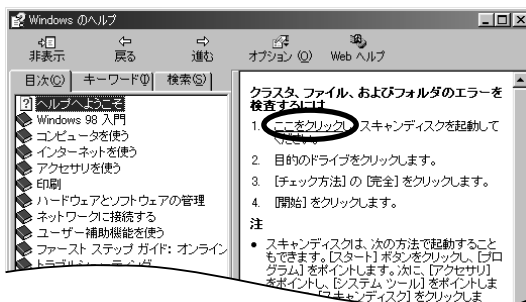 Windows のヘルプ
非表示
戻る
進む
オプション (O)
Web ヘルプ
目次(C)
キーワード(I)
検索(S)
ヘルプへようこそ
Windows 98 入門
コンピュータを使う
インターネットを使う
アクセサリを使う
印刷
ハードウェアとソフトウェアの管理
ネットワークに接続する
ユーザー補助機能を使う
ファースト ステップ ガイド: オンライン
クラスタ、ファイル、およびフォルダのエラーを
検査するには
1. ここをクリックし、スキャンディスクを起動して
ください。
2. 目的のドライブをクリックします。
3. [チェック方法] の [完全] をクリックします。
4. [開始] をクリックします。
注
• スキャンディスクは、次の方法で起動すること
もできます。[スタート] ボタンをクリックし、[プロ
グラム] をポイントします。次に、[アクセサリ]
をポイントし、[システム ツール] をポイントしま
[スキャンディスク] をクリックしま